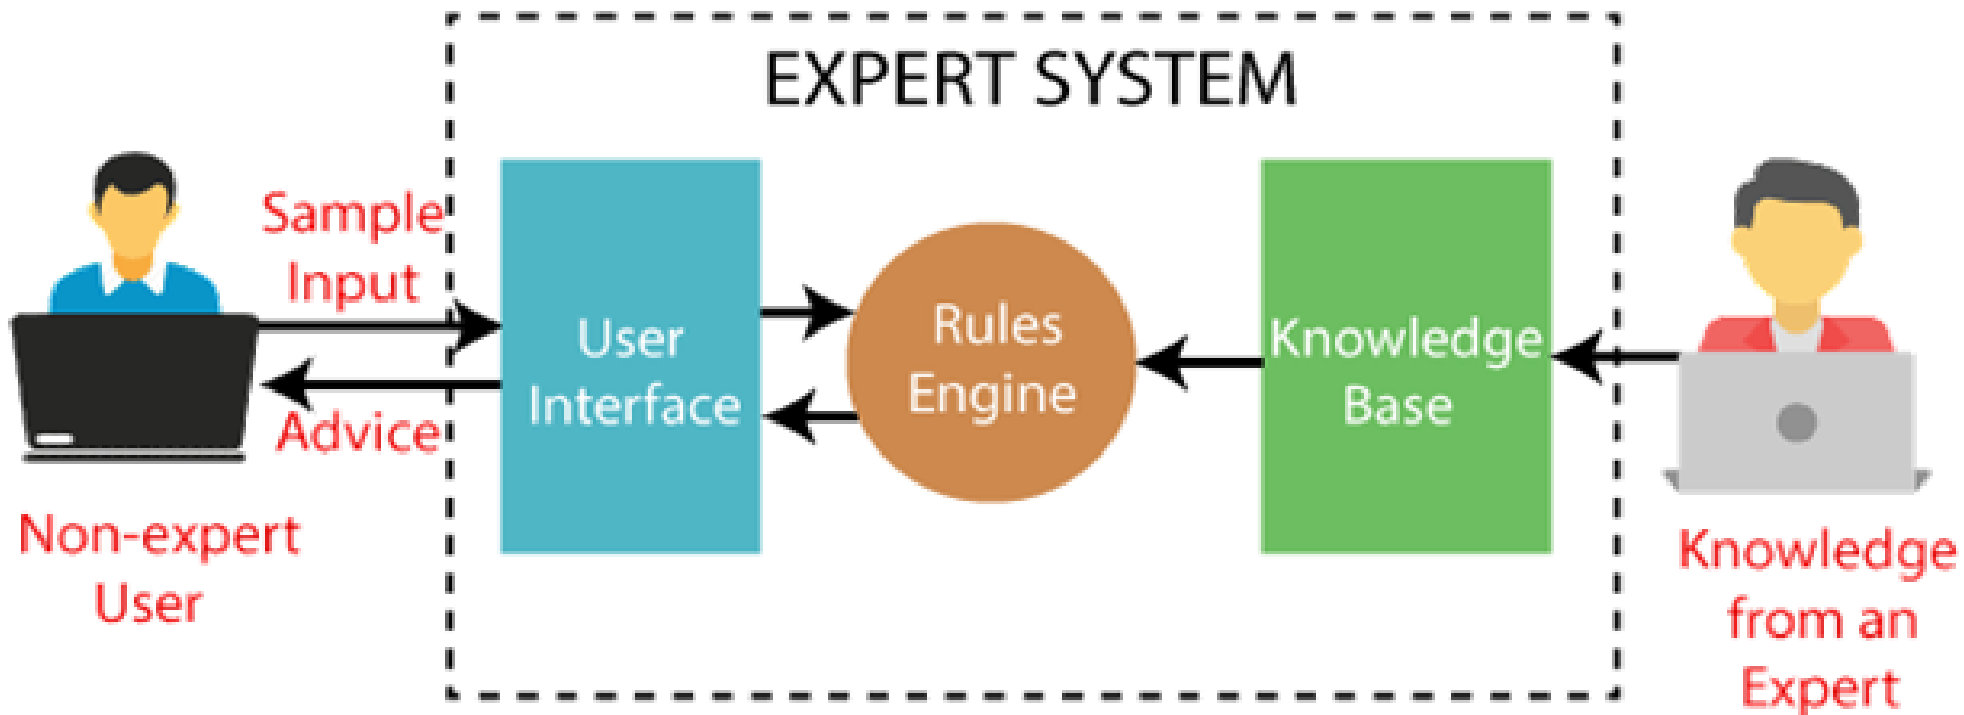 EXPERT SYSTEM
Sample
Input
Advice
Non-expert
User
User
Interface
Rules
Engine
Knowledge
Base
Knowledge
from an
Expert